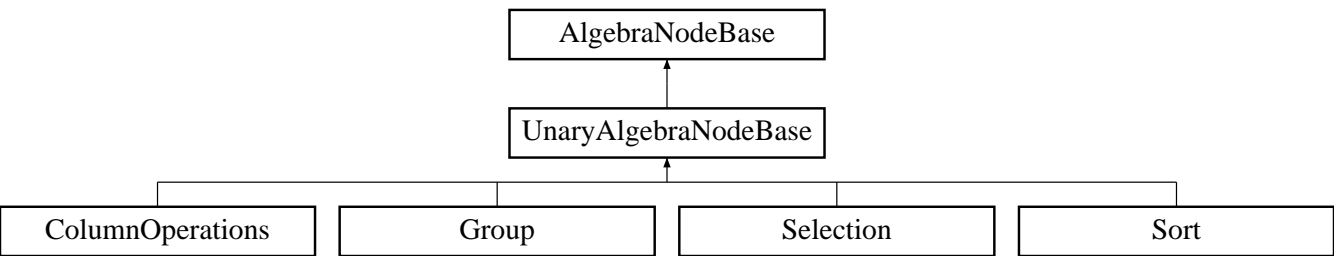 AlgebraNodeBase
UnaryAlgebraNodeBase
ColumnOperations
Group
Selection
Sort